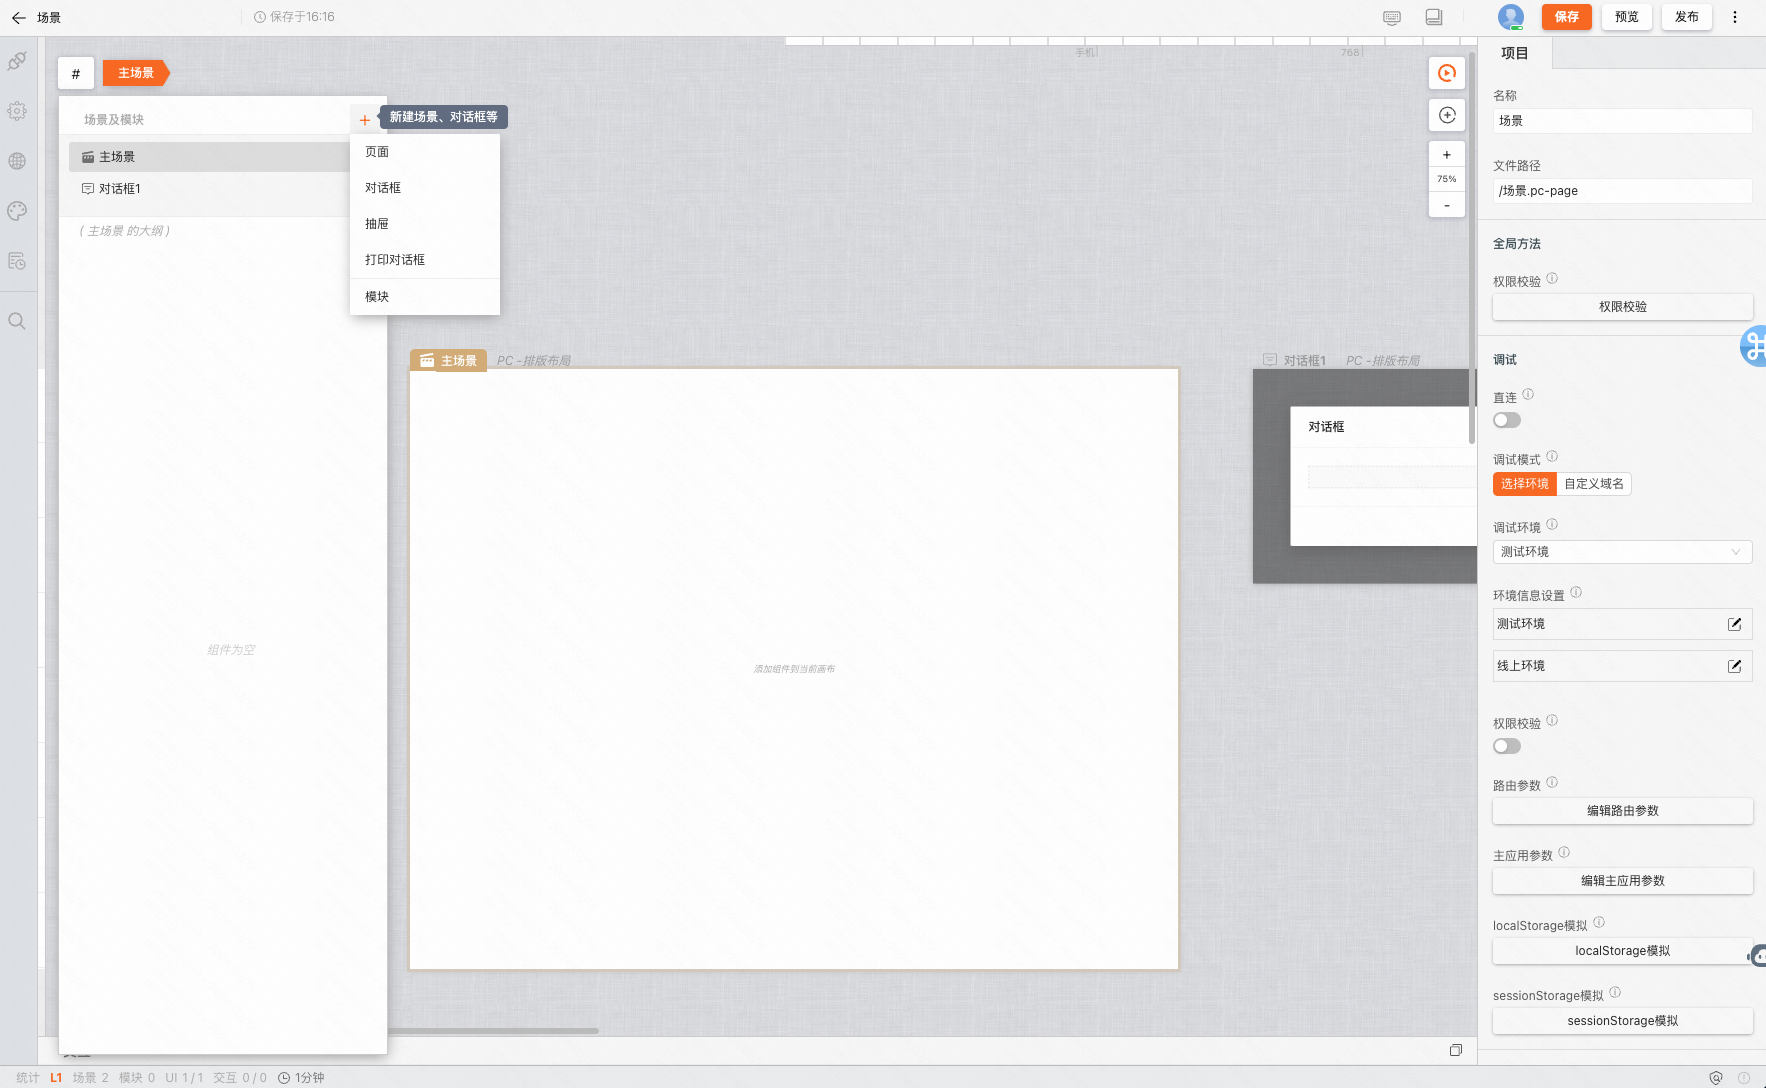 场景
保存于16:16
保存
预览
发布
#
主场景
手机
768
项目
场景及模块
+
新建场景、对话框等
主场景
对话框1
页面
对话框
抽屉
打印对话框
模块
( 主场景 的大纲 )
组件为空
+
75%
-
主场景
PC -排版布局
添加组件到当前画布
对话框1
PC -排版布局
对话框
名称
场景
文件路径
/场景.pc-page
全局方法
权限校验
权限校验
调试
直连
调试模式
选择环境
自定义域名
调试环境
测试环境
环境信息设置
测试环境
线上环境
权限校验
路由参数
编辑路由参数
主应用参数
编辑主应用参数
localStorage模拟
localStorage模拟
sessionStorage模拟
sessionStorage模拟
统计
L1
场景 2
模块 0
UI 1 / 1
交互 0 / 0
1分钟